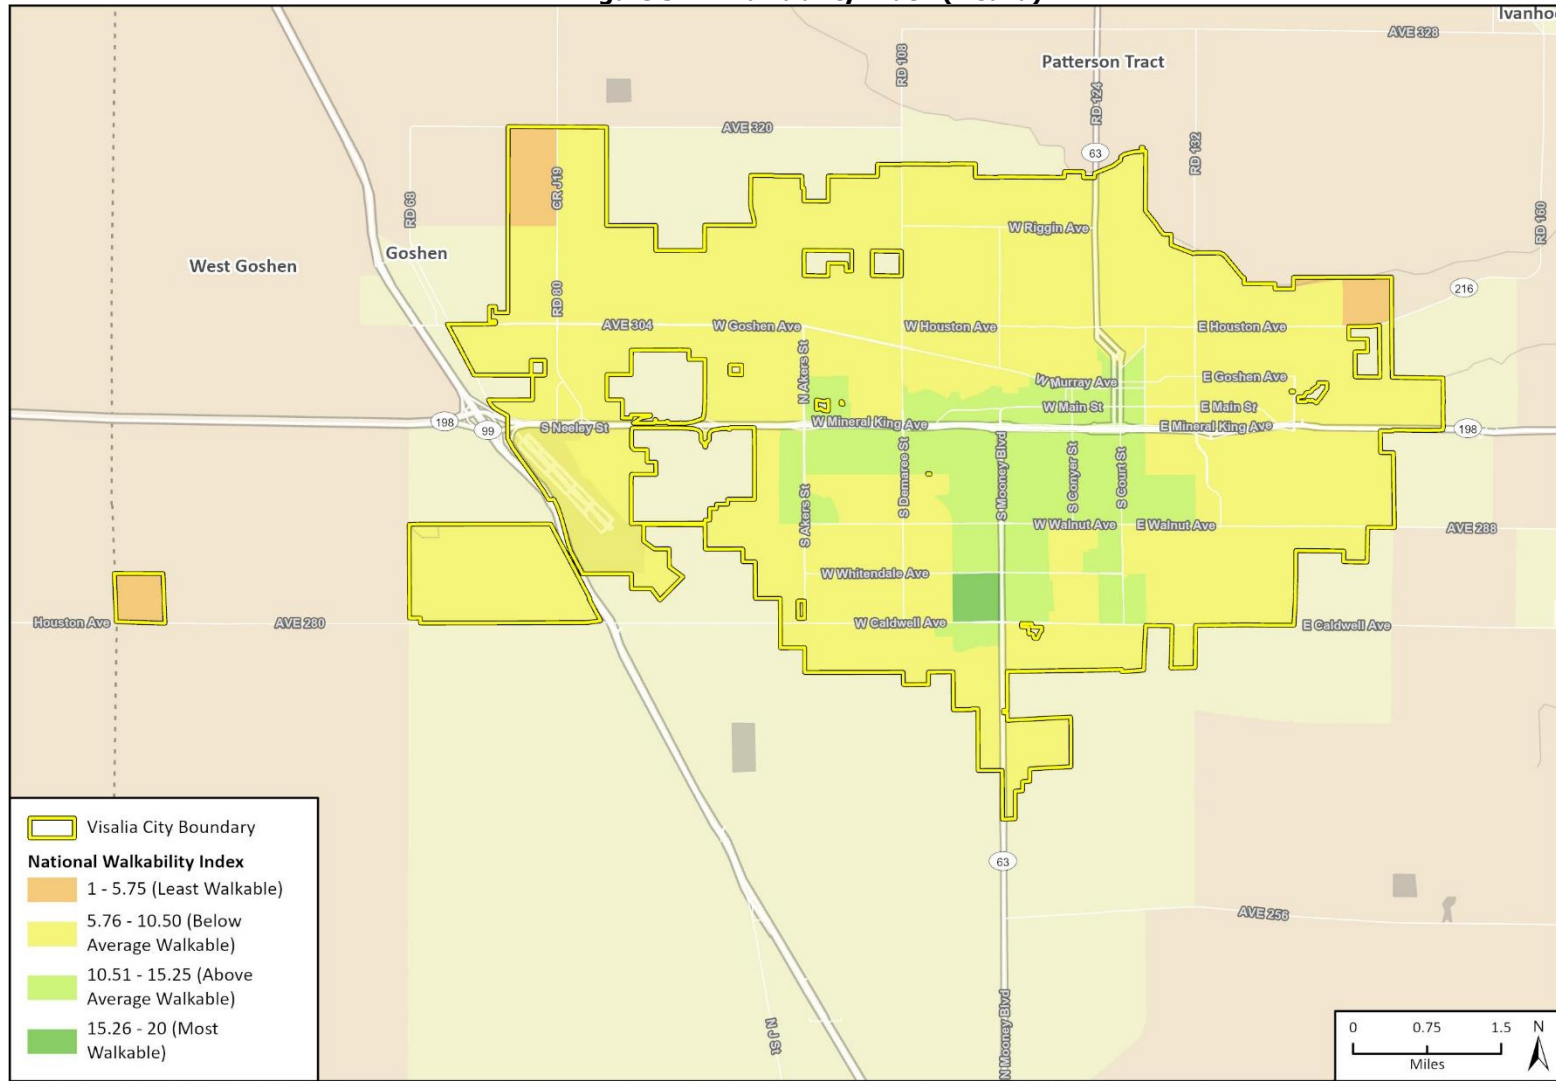 Ivanhoe
AVE 328
RD 108
Patterson Tract
RD 124
AVE 320
63
RD 132
CR J19
RD 68
RD 160
W Riggin Ave
Goshen
West Goshen
216
RD 80
AVE 304
W Goshen Ave
W Houston Ave
E Houston Ave
N Akers St
W Murray Ave
E Goshen Ave
W Main St
E Main St
198
99
S Neeley St
W Mineral King Ave
E Mineral King Ave
198
S Demaree St
S Mooney Blvd
S Conyer St
S Court St
S Akers St
W Walnut Ave
E Walnut Ave
AVE 288
W Whitendale Ave
Houston Ave
AVE 280
W Caldwell Ave
E Caldwell Ave
63
AVE 256
N Mooney Blvd
N J St
Visalia City Boundary
National Walkability Index
1 - 5.75 (Least Walkable)
5.76 - 10.50 (Below
Average Walkable)
10.51 - 15.25 (Above
Average Walkable)
15.26 - 20 (Most
Walkable)
0 0.75 1.5
Miles
N